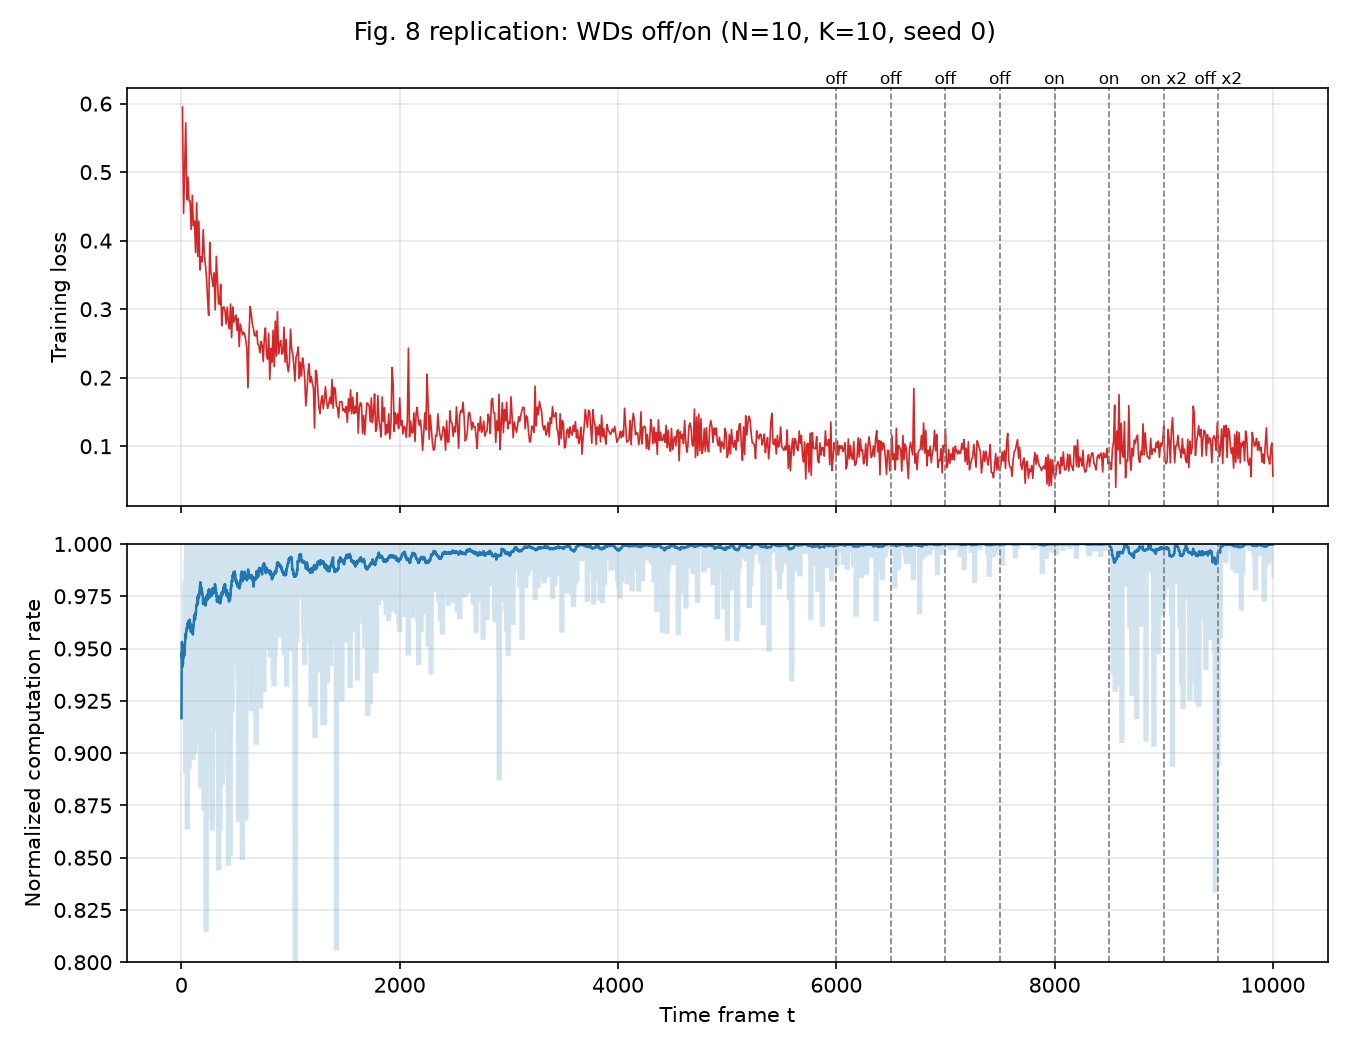 Fig. 8 replication: WDs off/on (N=10, K=10, seed 0)
off off off off on on on x2 off x2
0.6
0.5
0.4
0.3
0.2
0.1
Training loss
1.000
0.975
0.950
0.925
0.900
0.875
0.850
0.825
0.800
Normalized computation rate
0 2000 4000 6000 8000 10000
Time frame t